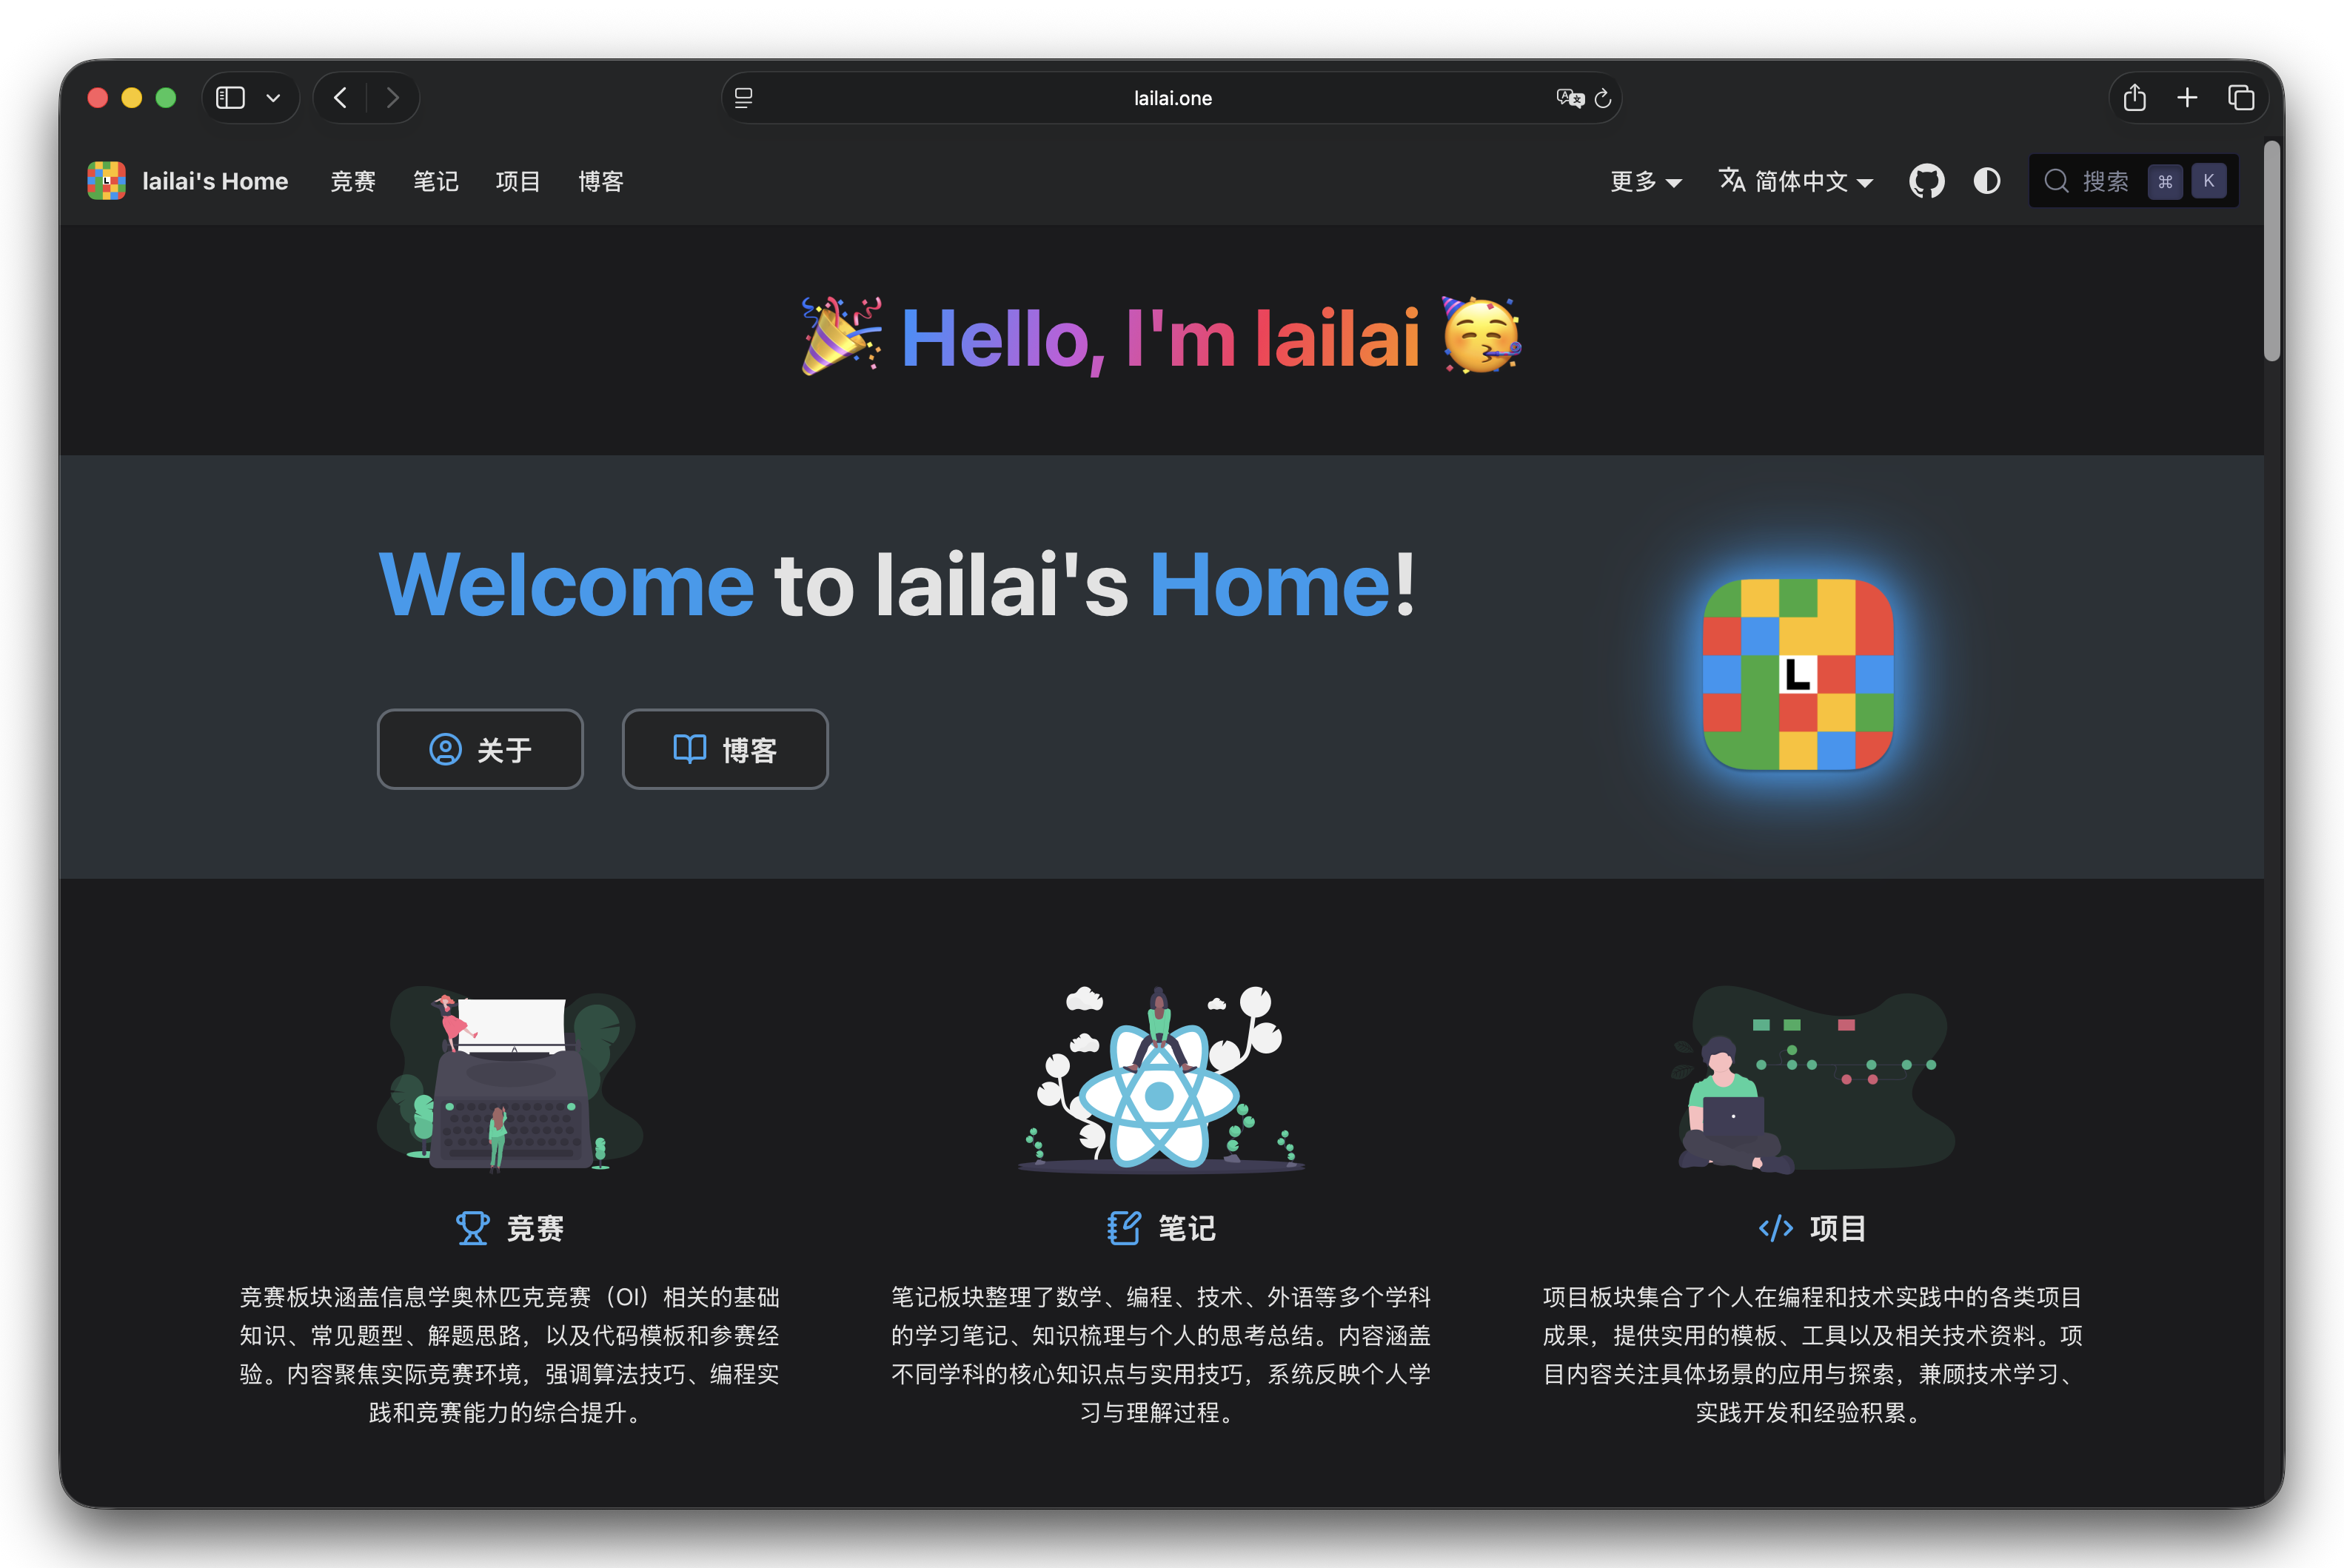 lailai.one
lailai's Home 竞赛 笔记 项目 博客 更多 简体中文 搜索 ⌘ K
🎉 Hello, I'm lailai 🥳
Welcome to lailai's Home!
L
关于 博客
竞赛
竞赛板块涵盖信息学奥林匹克竞赛（OI）相关的基础
知识、常见题型、解题思路，以及代码模板和参赛经
验。内容聚焦实际竞赛环境，强调算法技巧、编程实
践和竞赛能力的综合提升。
笔记
笔记板块整理了数学、编程、技术、外语等多个学科
的学习笔记、知识梳理与个人的思考总结。内容涵盖
不同学科的核心知识点与实用技巧，系统反映个人学
习与理解过程。
项目
项目板块集合了个人在编程和技术实践中的各类项目
成果，提供实用的模板、工具以及相关技术资料。项
目内容关注具体场景的应用与探索，兼顾技术学习、
实践开发和经验积累。